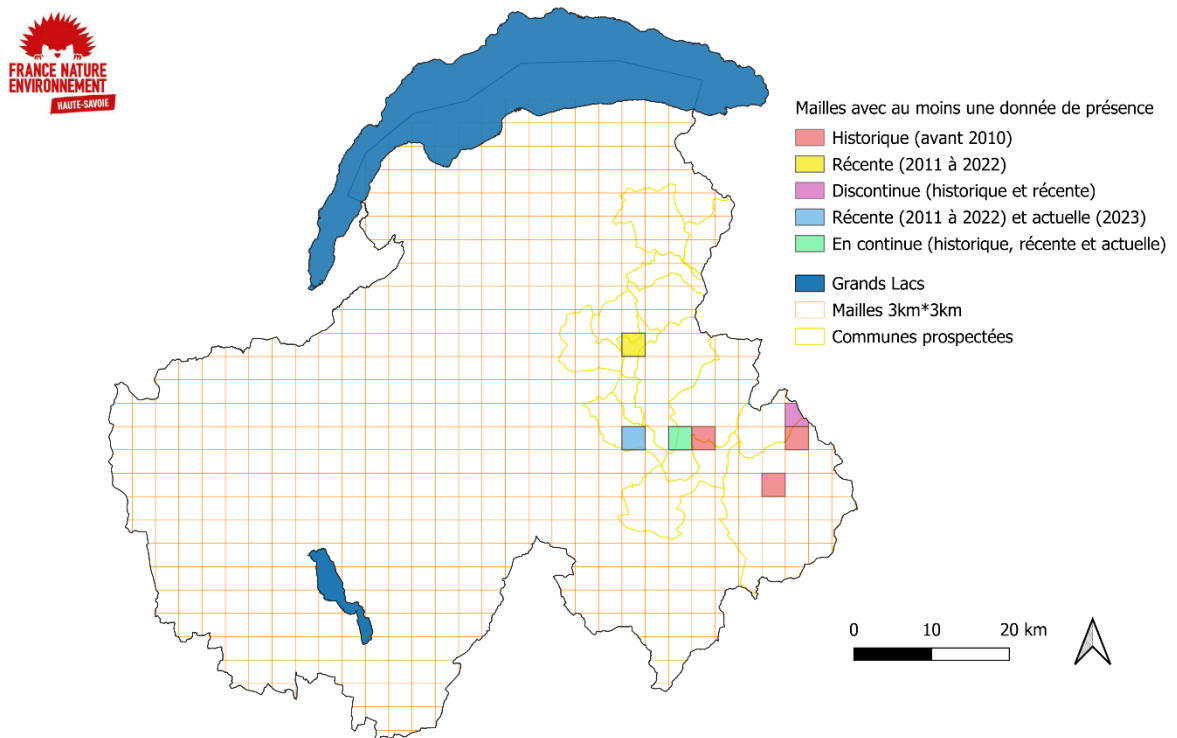 FRANCE NATURE
ENVIRONNEMENT
HAUTE-SAVOIE
Mailles avec au moins une donnée de présence
Historique (avant 2010)
Récente (2011 à 2022)
Discontinue (historique et récente)
Récente (2011 à 2022) et actuelle (2023)
En continue (historique, récente et actuelle)
Grands Lacs
Mailles 3km*3km
Communes prospectées
0 10 20 km